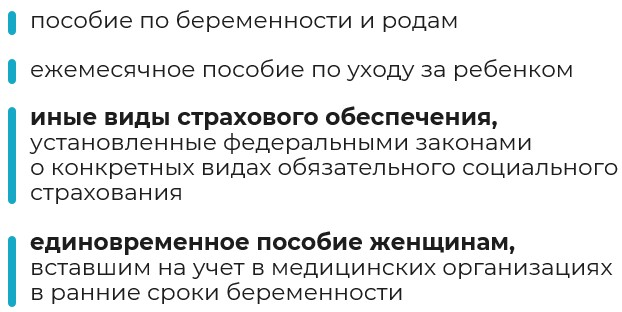 пособие по беременности и родам
ежемесячное пособие по уходу за ребенком
иные виды страхового обеспечения,
установленные федеральными законами
о конкретных видах обязательного социального
страхования
единовременное пособие женщинам,
вставшим на учет в медицинских организациях
в ранние сроки беременности